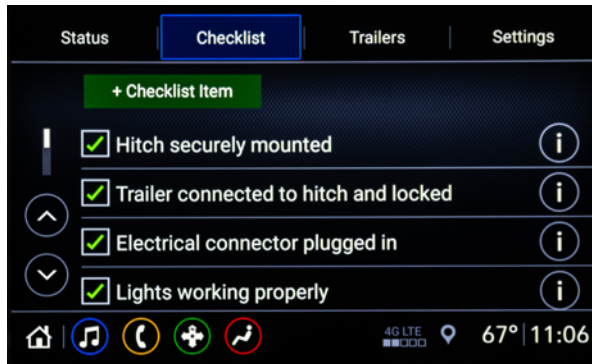 Status Checklist Trailers Settings
+ Checklist Item
Hitch securely mounted
Trailer connected to hitch and locked
Electrical connector plugged in
Lights working properly
4G LTE 67° 11:06